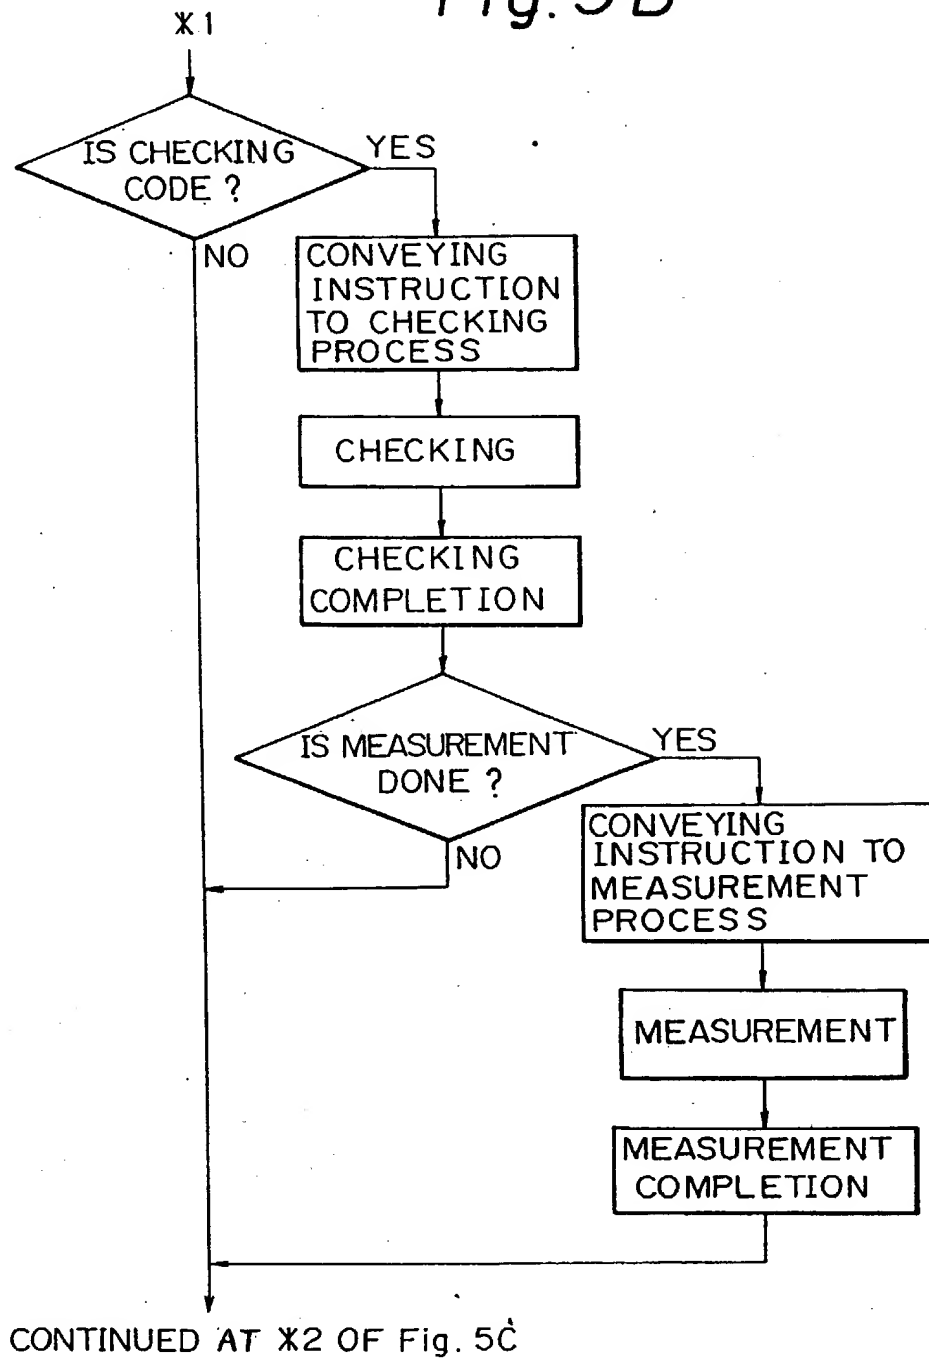 Fig. 5B
※1
IS CHECKING
CODE ?
YES
NO
CONVEYING
INSTRUCTION
TO CHECKING
PROCESS
CHECKING
CHECKING
COMPLETION
IS MEASUREMENT
DONE ?
YES
NO
CONVEYING
INSTRUCTION TO
MEASUREMENT
PROCESS
MEASUREMENT
MEASUREMENT
COMPLETION
CONTINUED AT ※2 OF Fig. 5C